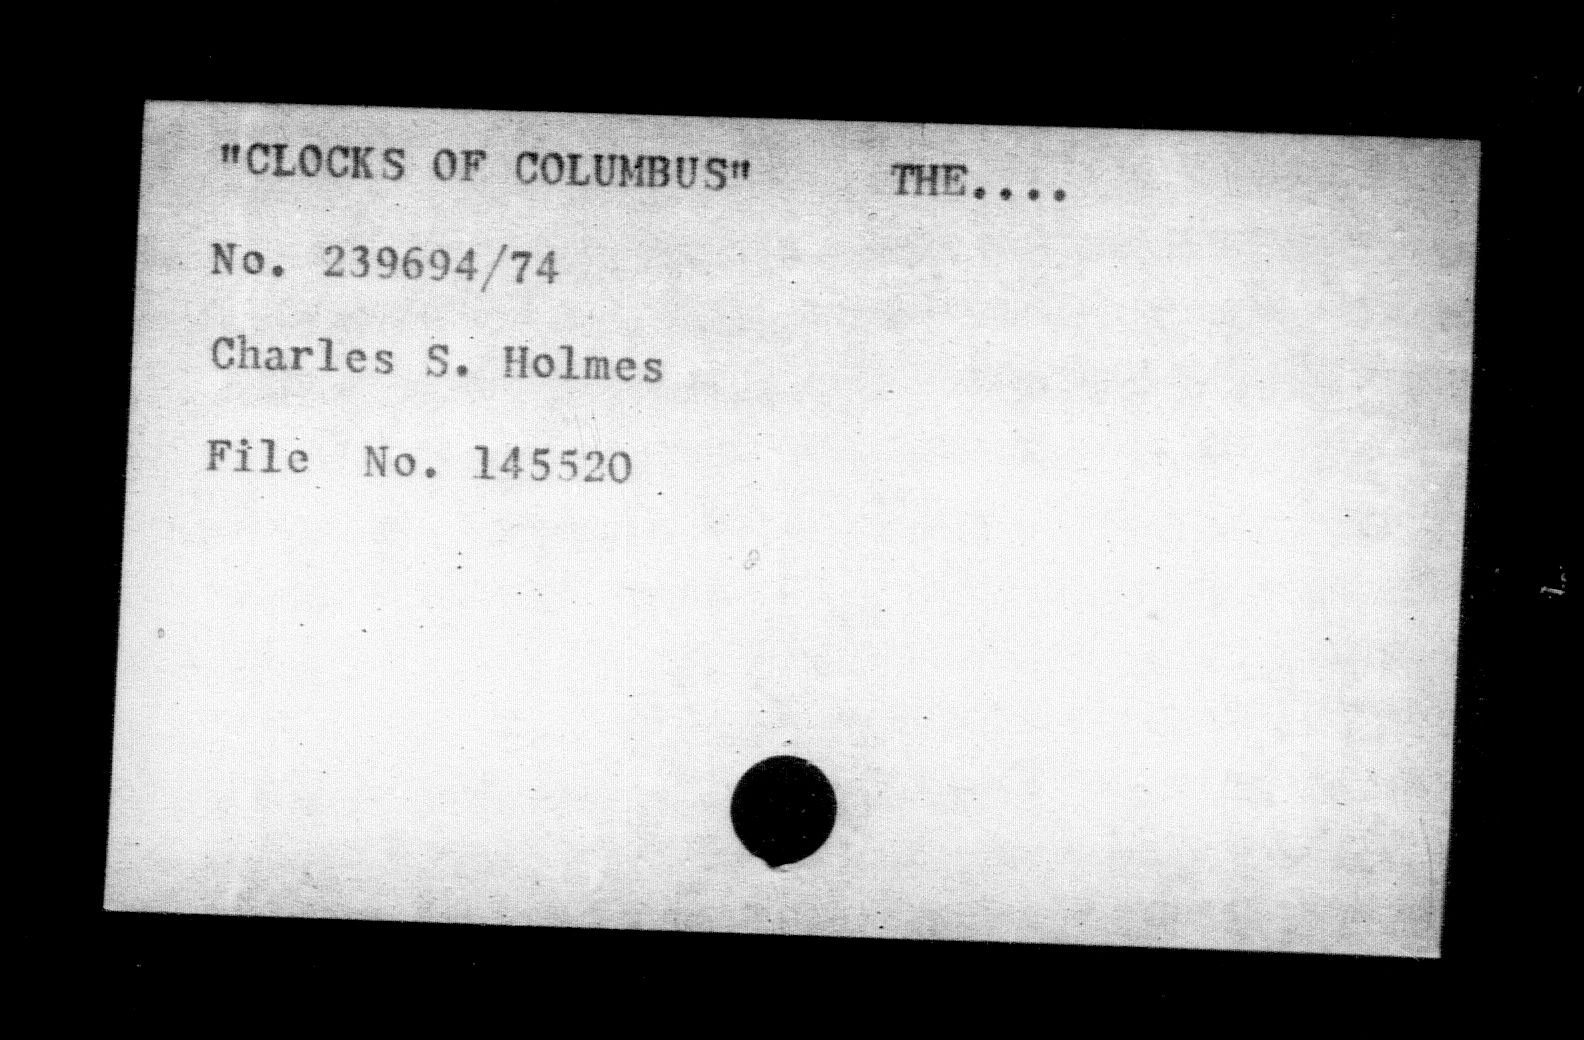 "CLOCKS OF COLUMBUS" THE....
No. 239694/74
Charles S. Holmes
File No. 145520